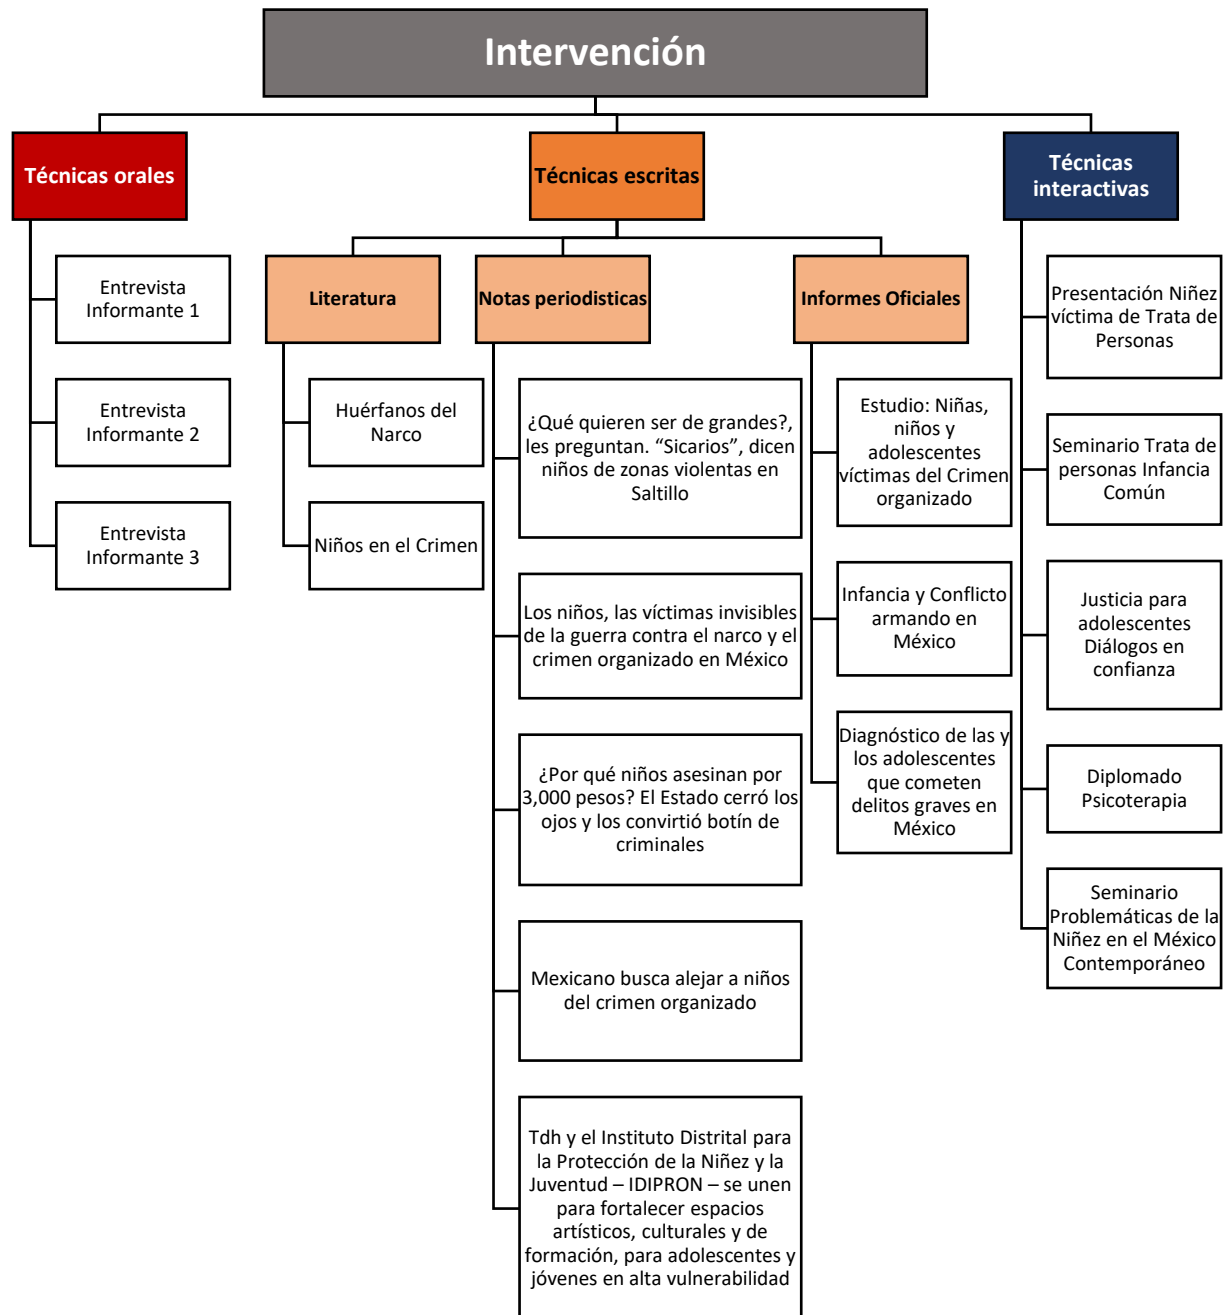 Intervención
Técnicas orales
Entrevista
Informante 1
Entrevista
Informante 2
Entrevista
Informante 3
Técnicas escritas
Literatura
Huérfanos del
Narco
Niños en el Crimen
Notas periodisticas
¿Qué quieren ser de grandes?,
les preguntan. “Sicarios”, dicen
niños de zonas violentas en
Saltillo
Los niños, las víctimas invisibles
de la guerra contra el narco y el
crimen organizado en México
¿Por qué niños asesinan por
3,000 pesos? El Estado cerró los
ojos y los convirtió botín de
criminales
Mexicano busca alejar a niños
del crimen organizado
Tdh y el Instituto Distrital para
la Protección de la Niñez y la
Juventud – IDIPRON – se unen
para fortalecer espacios
artísticos, culturales y de
formación, para adolescentes y
jóvenes en alta vulnerabilidad
Informes Oficiales
Estudio: Niñas,
niños y
adolescentes
víctimas del Crimen
organizado
Infancia y Conflicto
armando en
México
Diagnóstico de las y
los adolescentes
que cometen
delitos graves en
México
Técnicas
interactivas
Presentación Niñez
víctima de Trata de
Personas
Seminario Trata de
personas Infancia
Común
Justicia para
adolescentes
Diálogos en
confianza
Diplomado
Psicoterapia
Seminario
Problemáticas de la
Niñez en el México
Contemporáneo